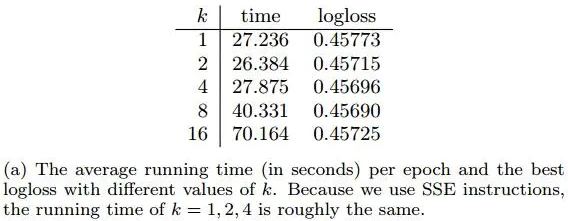 k time logloss
1 27.236 0.45773
2 26.384 0.45715
4 27.875 0.45696
8 40.331 0.45690
16 70.164 0.45725
(a) The average running time (in seconds) per epoch and the best
logloss with different values of k. Because we use SSE instructions,
the running time of k = 1, 2, 4 is roughly the same.